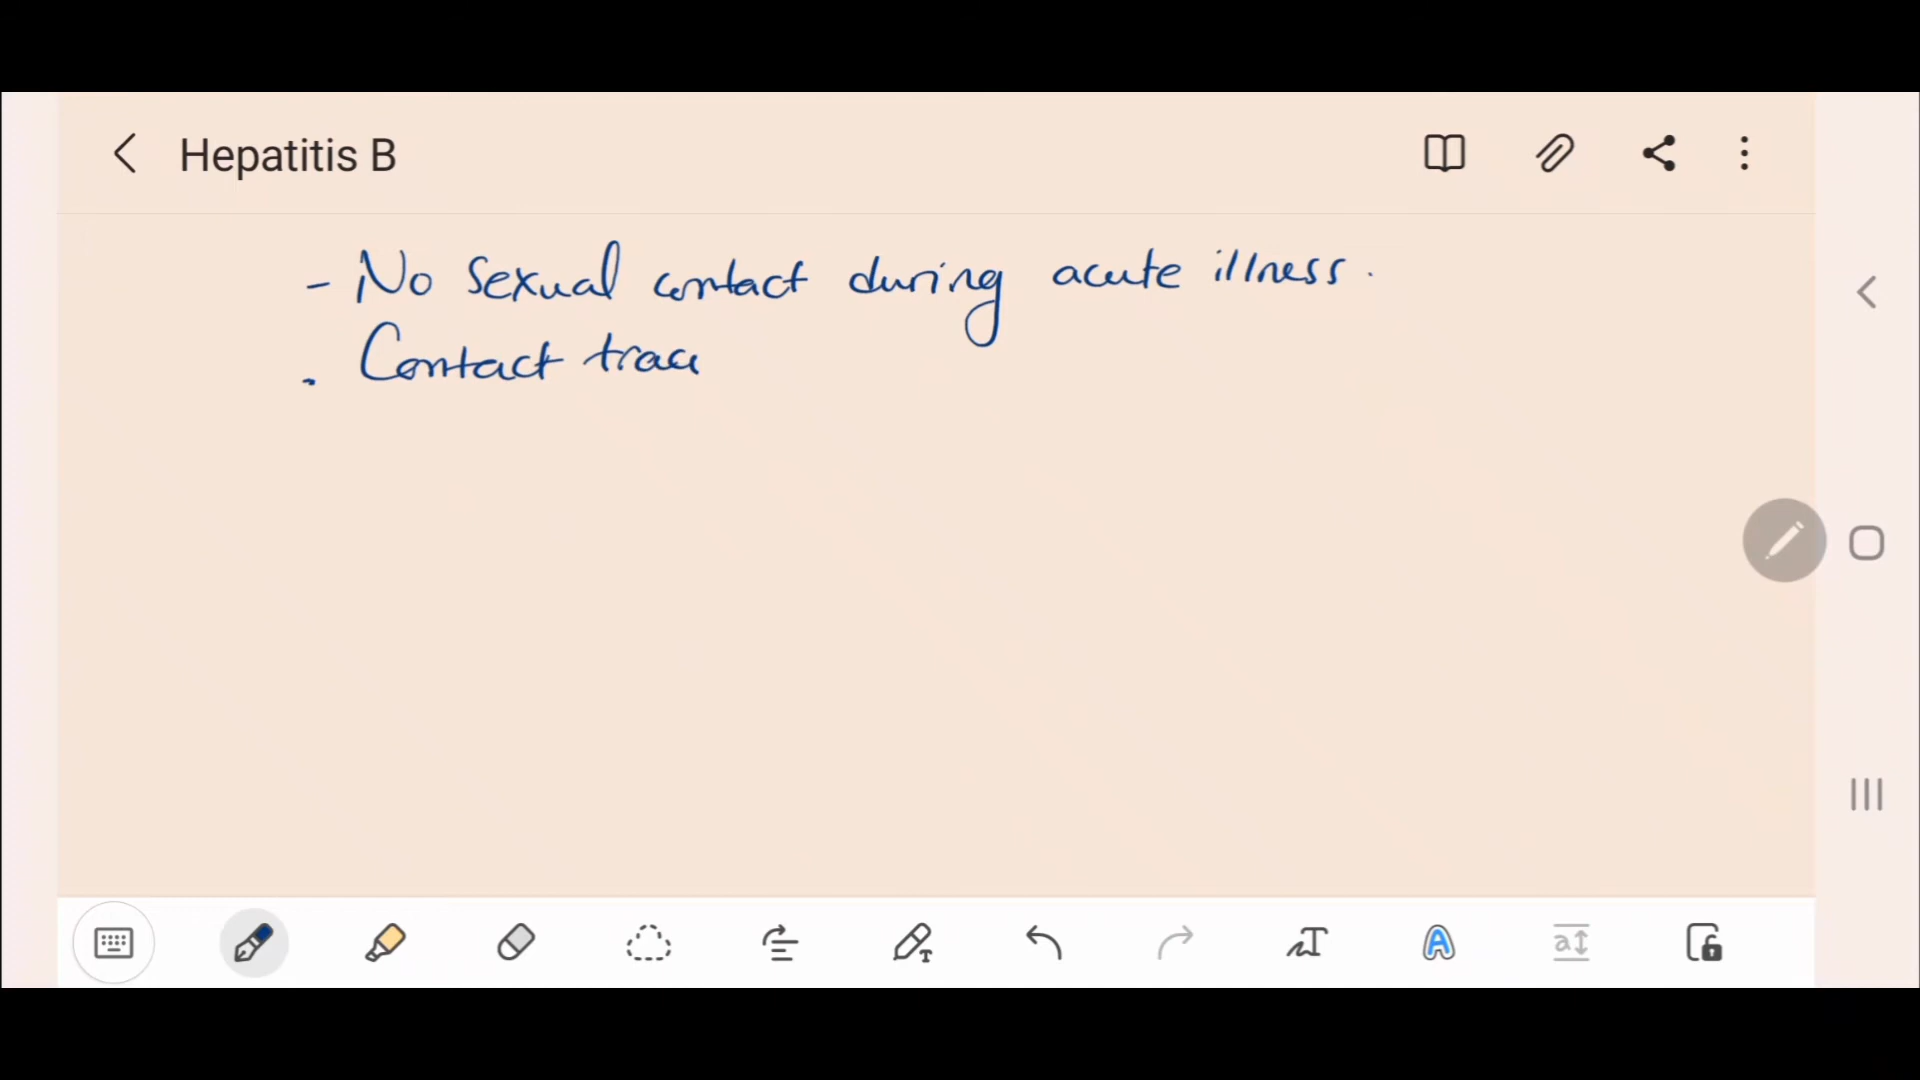 Hepatitis B
- No sexual contact during acute illness.
. Contact trac